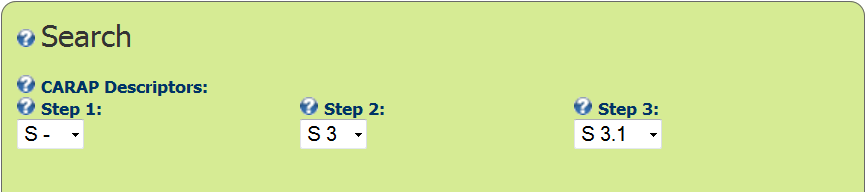 Search
CARAP Descriptors:
Step 1: Step 2: Step 3:
S - S 3 S 3.1